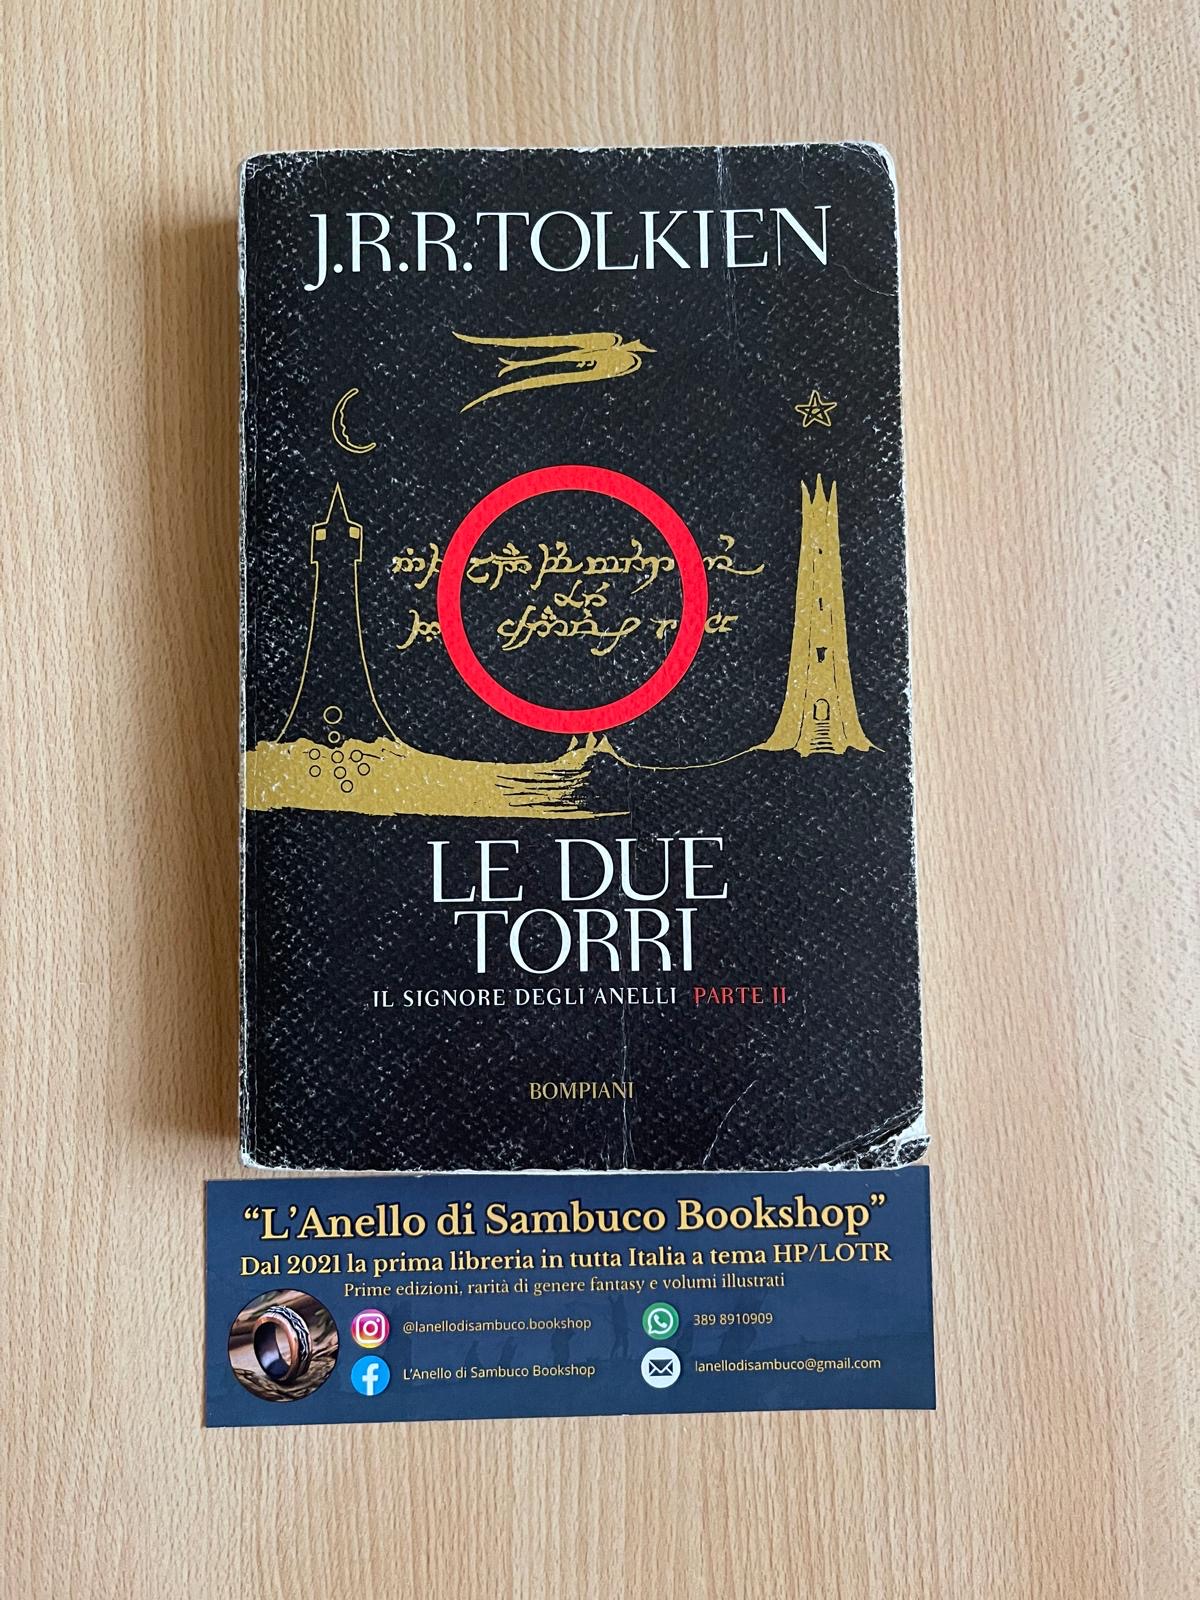 J.R.R. TOLKIEN
LE DUE
TORRI
IL SIGNORE DEGLI ANELLI PARTE II
BOMPIANI
“L’Anello di Sambuco Bookshop”
Dal 2021 la prima libreria in tutta Italia a tema HP/LOTR
Prime edizioni, rarità di genere fantasy e volumi illustrati
@lanellodisambuco.bookshop
389 8910909
L’Anello di Sambuco Bookshop
lanellodisambuco@gmail.com